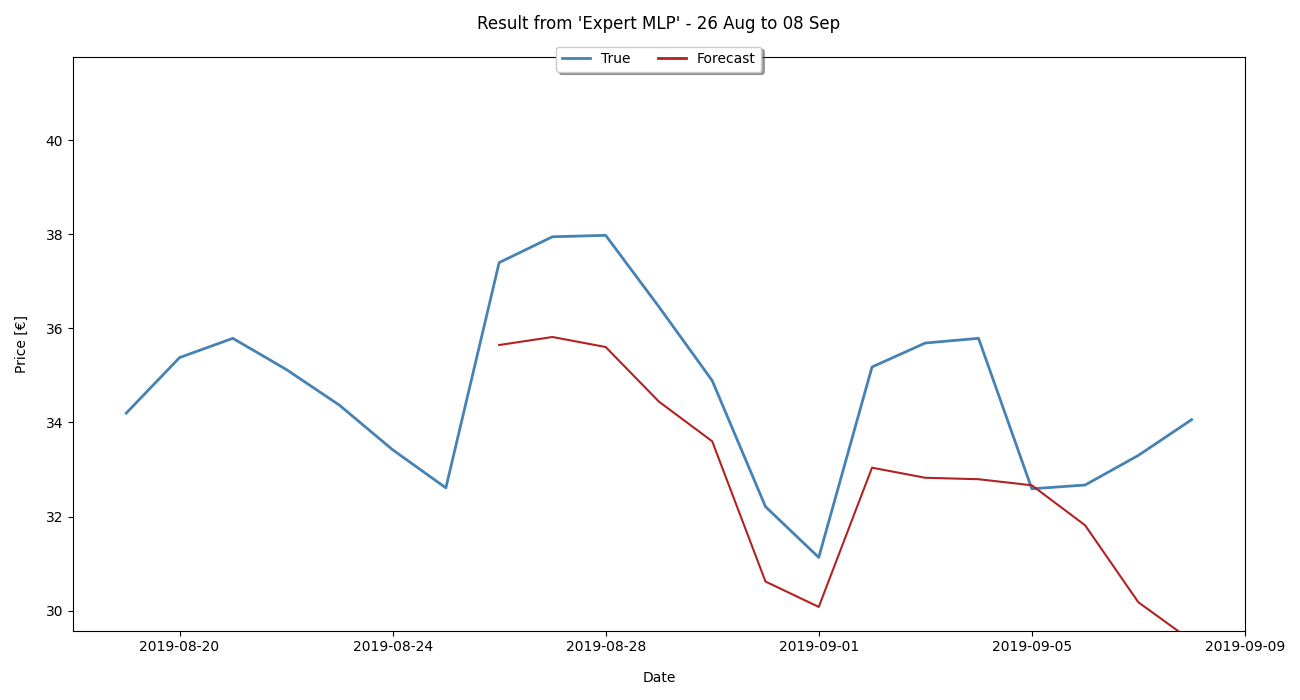 Result from 'Expert MLP' - 26 Aug to 08 Sep
True Forecast
Price [€]
40
38
36
34
32
30
2019-08-20 2019-08-24 2019-08-28 2019-09-01 2019-09-05 2019-09-09
Date